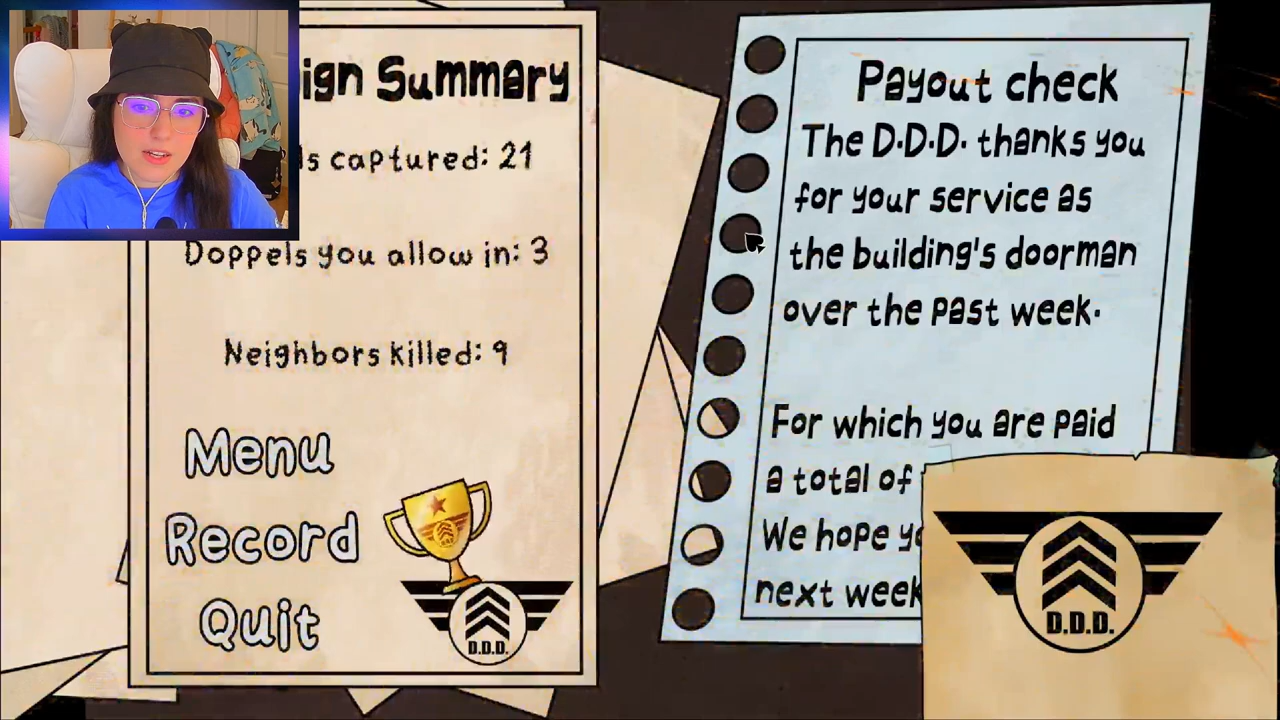 ign Summary
ls captured: 21
Doppels you allow in: 3
Neighbors killed: 9
Menu
Record
Quit
D.D.D.
Payout check
The D.D.D. thanks you
for your service as
the building's doorman
over the past week.
For which you are paid
a total of
We hope yo
next week
D.D.D.